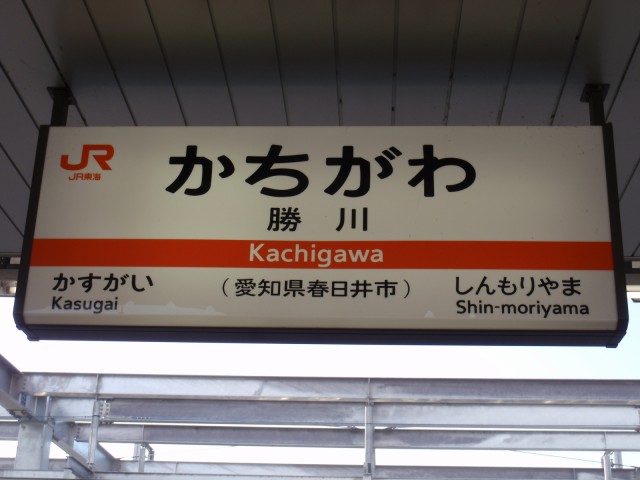 JR
JR東海
かちがわ
勝川
Kachigawa
かすがい
Kasugai
（愛知県春日井市）
しんもりやま
Shin-moriyama